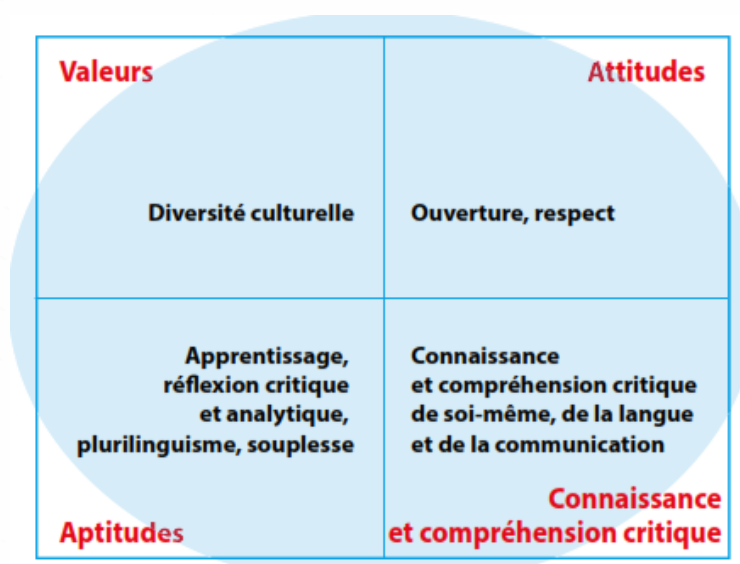 Valeurs
Attitudes
Diversité culturelle
Ouverture, respect
Apprentissage,
réflexion critique
et analytique,
plurilinguisme, souplesse
Connaissance
et compréhension critique
de soi-même, de la langue
et de la communication
Aptitudes
Connaissance
et compréhension critique